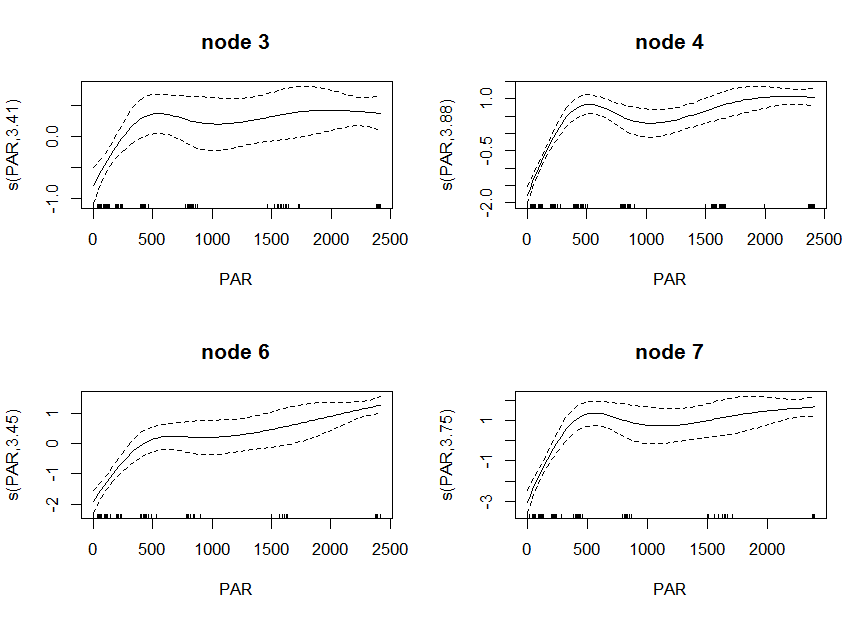 node 3
s(PAR,3.41)
0.0
-1.0
0 500 1000 1500 2000 2500
PAR
node 4
s(PAR,3.88)
1.0
-0.5
-2.0
0 500 1000 1500 2000 2500
PAR
node 6
s(PAR,3.45)
1
0
-1
-2
0 500 1000 1500 2000 2500
PAR
node 7
s(PAR,3.75)
1
-1
-3
0 500 1000 1500 2000
PAR